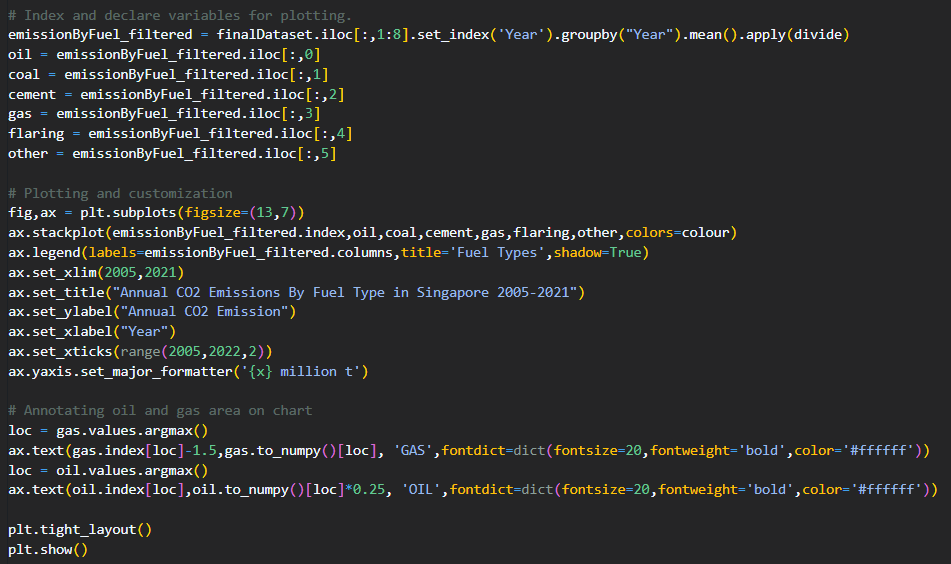 # Index and declare variables for plotting.
emissionByFuel_filtered = finalDataset.iloc[:,1:8].set_index('Year').groupby("Year").mean().apply(divide)
oil = emissionByFuel_filtered.iloc[:,0]
coal = emissionByFuel_filtered.iloc[:,1]
cement = emissionByFuel_filtered.iloc[:,2]
gas = emissionByFuel_filtered.iloc[:,3]
flaring = emissionByFuel_filtered.iloc[:,4]
other = emissionByFuel_filtered.iloc[:,5]

# Plotting and customization
fig,ax = plt.subplots(figsize=(13,7))
ax.stackplot(emissionByFuel_filtered.index,oil,coal,cement,gas,flaring,other,colors=colour)
ax.legend(labels=emissionByFuel_filtered.columns,title='Fuel Types',shadow=True)
ax.set_xlim(2005,2021)
ax.set_title("Annual CO2 Emissions By Fuel Type in Singapore 2005-2021")
ax.set_ylabel("Annual CO2 Emission")
ax.set_xlabel("Year")
ax.set_xticks(range(2005,2022,2))
ax.yaxis.set_major_formatter('{x} million t')

# Annotating oil and gas area on chart
loc = gas.values.argmax()
ax.text(gas.index[loc]-1.5,gas.to_numpy()[loc], 'GAS',fontdict=dict(fontsize=20,fontweight='bold',color='#ffffff'))
loc = oil.values.argmax()
ax.text(oil.index[loc],oil.to_numpy()[loc]*0.25, 'OIL',fontdict=dict(fontsize=20,fontweight='bold',color='#ffffff'))

plt.tight_layout()
plt.show()